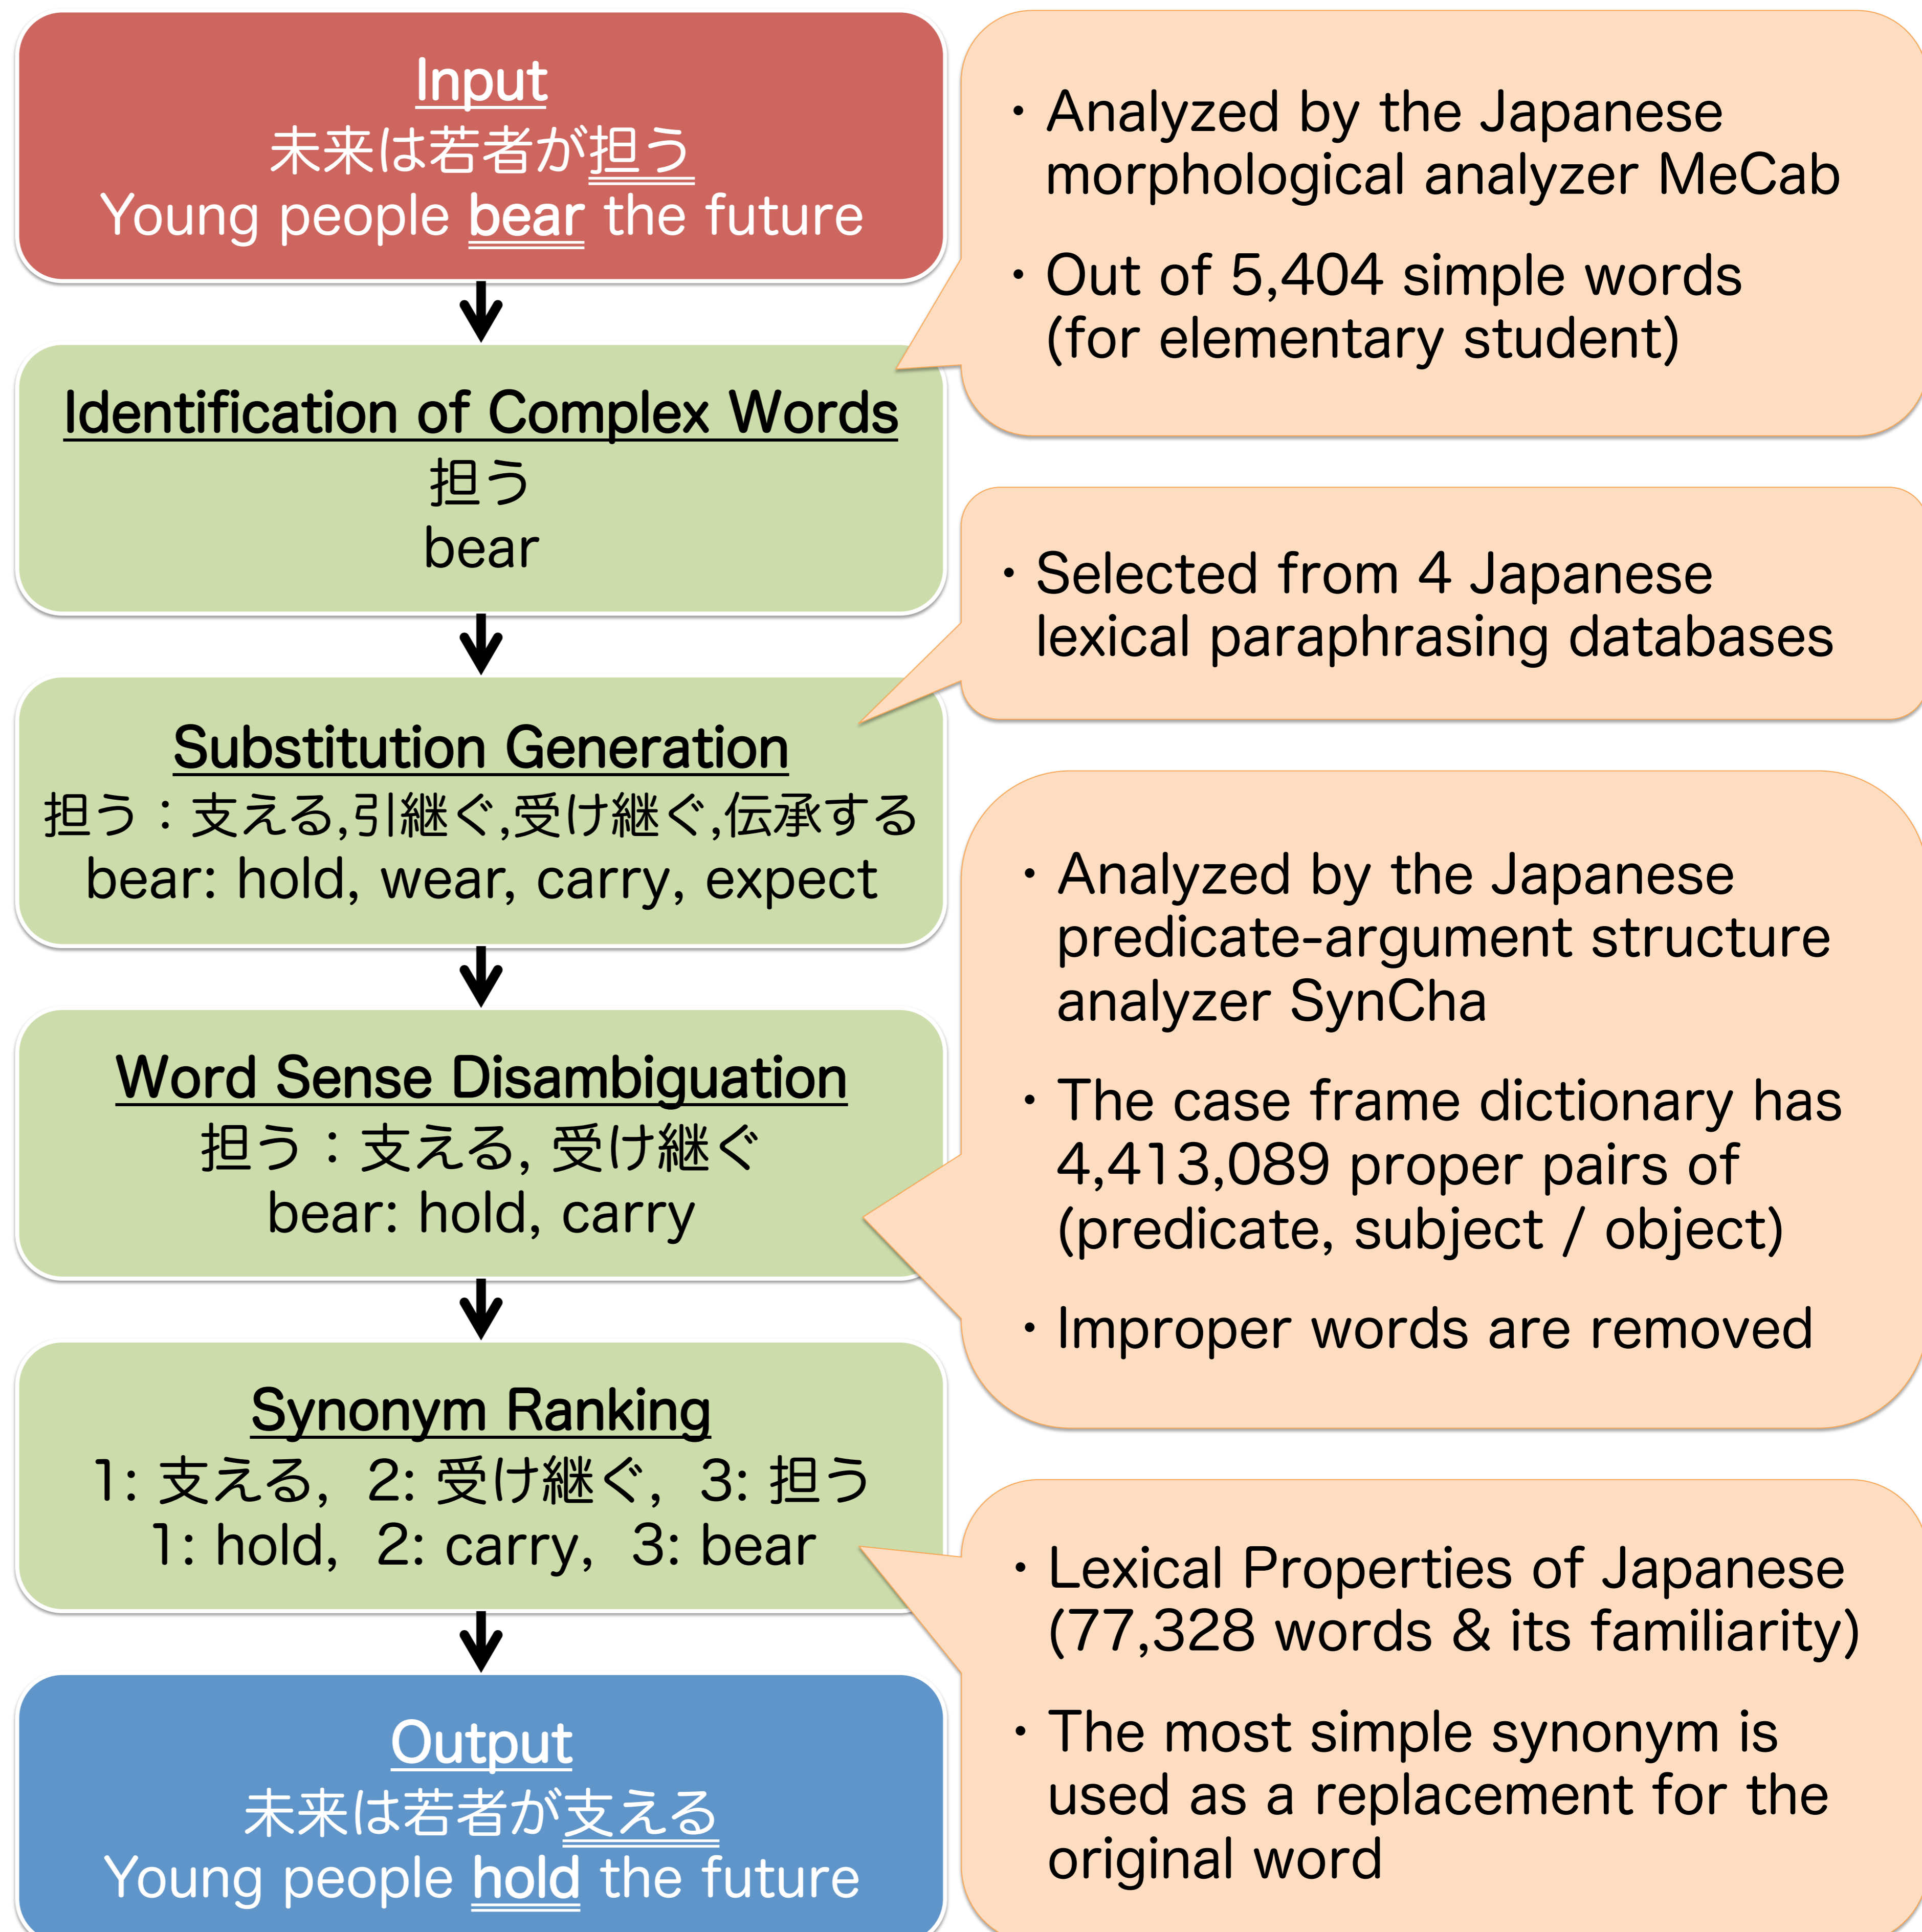 Input
未来は若者が担う
Young people bear the future
・Analyzed by the Japanese
morphological analyzer MeCab
・Out of 5,404 simple words
(for elementary student)
Identification of Complex Words
担う
bear
・Selected from 4 Japanese
lexical paraphrasing databases
Substitution Generation
担う：支える,引継ぐ,受け継ぐ,伝承する
bear: hold, wear, carry, expect
・Analyzed by the Japanese
predicate-argument structure
analyzer SynCha
・The case frame dictionary has
4,413,089 proper pairs of
(predicate, subject / object)
・Improper words are removed
Word Sense Disambiguation
担う：支える, 受け継ぐ
bear: hold, carry
Synonym Ranking
1: 支える, 2: 受け継ぐ, 3: 担う
1: hold, 2: carry, 3: bear
・Lexical Properties of Japanese
(77,328 words & its familiarity)
・The most simple synonym is
used as a replacement for the
original word
Output
未来は若者が支える
Young people hold the future